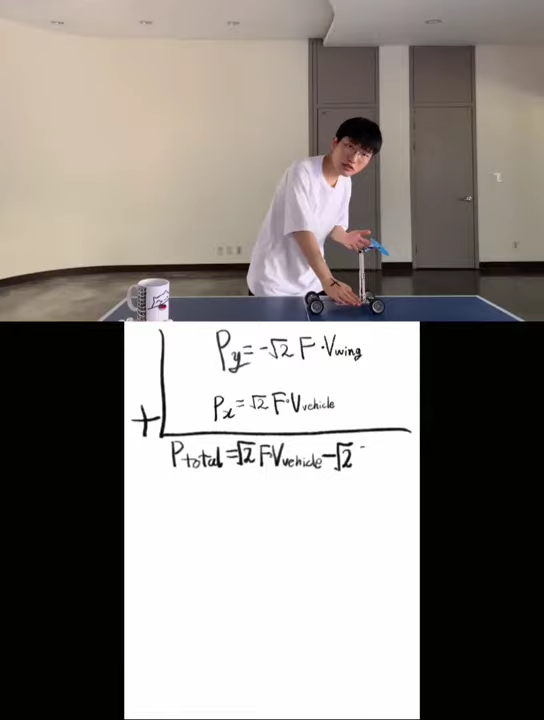 Py = -√2 F · Vwing
Px = √2 F · Vvehicle
+
Ptotal = √2 F · Vvehicle - √2